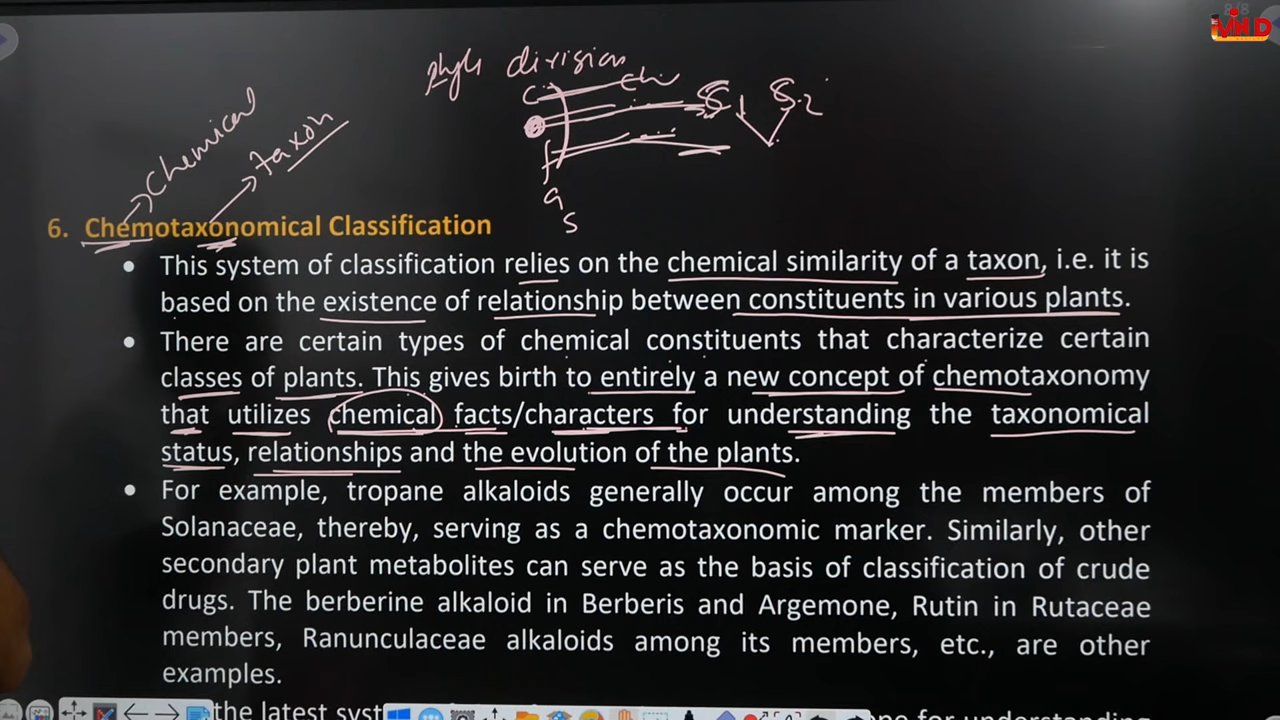 8/8
VHD
division
Chemical
taxon
S.1 S.2
f
g
s
6. Chemotaxonomical Classification
• This system of classification relies on the chemical similarity of a taxon, i.e. it is
based on the existence of relationship between constituents in various plants.
• There are certain types of chemical constituents that characterize certain
classes of plants. This gives birth to entirely a new concept of chemotaxonomy
that utilizes chemical facts/characters for understanding the taxonomical
status, relationships and the evolution of the plants.
• For example, tropane alkaloids generally occur among the members of
Solanaceae, thereby, serving as a chemotaxonomic marker. Similarly, other
secondary plant metabolites can serve as the basis of classification of crude
drugs. The berberine alkaloid in Berberis and Argemone, Rutin in Rutaceae
members, Ranunculaceae alkaloids among its members, etc., are other
examples.
the latest syst